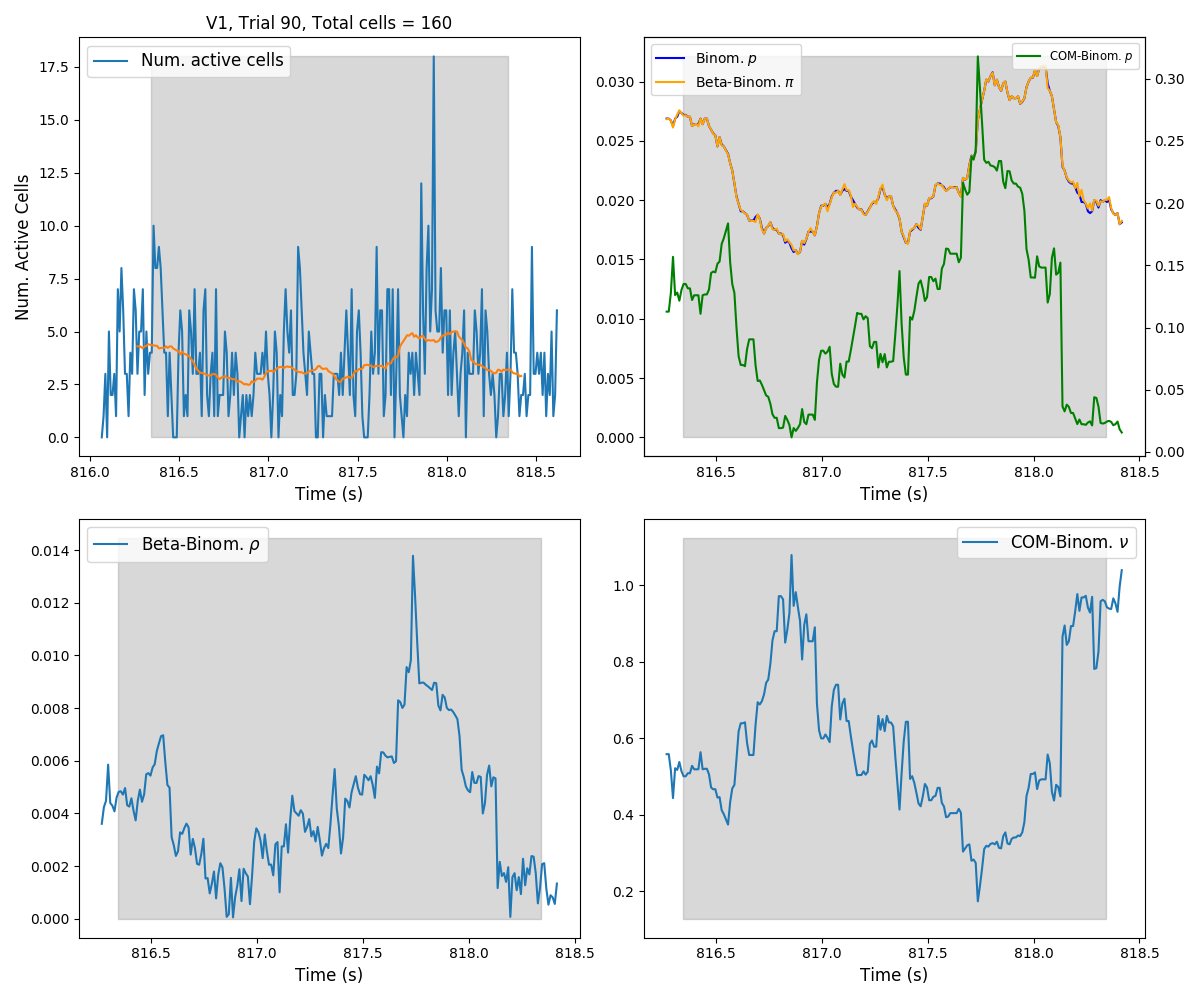 V1, Trial 90, Total cells = 160
Num. active cells
Num. Active Cells
17.5
15.0
12.5
10.0
7.5
5.0
2.5
0.0
816.0 816.5 817.0 817.5 818.0 818.5
Time (s)
Binom. p
Beta-Binom. π
COM-Binom. p
0.030
0.025
0.020
0.015
0.010
0.005
0.000
0.30
0.25
0.20
0.15
0.10
0.05
0.00
816.5 817.0 817.5 818.0 818.5
Time (s)
Beta-Binom. ρ
0.014
0.012
0.010
0.008
0.006
0.004
0.002
0.000
816.5 817.0 817.5 818.0 818.5
Time (s)
COM-Binom. ν
1.0
0.8
0.6
0.4
0.2
816.5 817.0 817.5 818.0 818.5
Time (s)